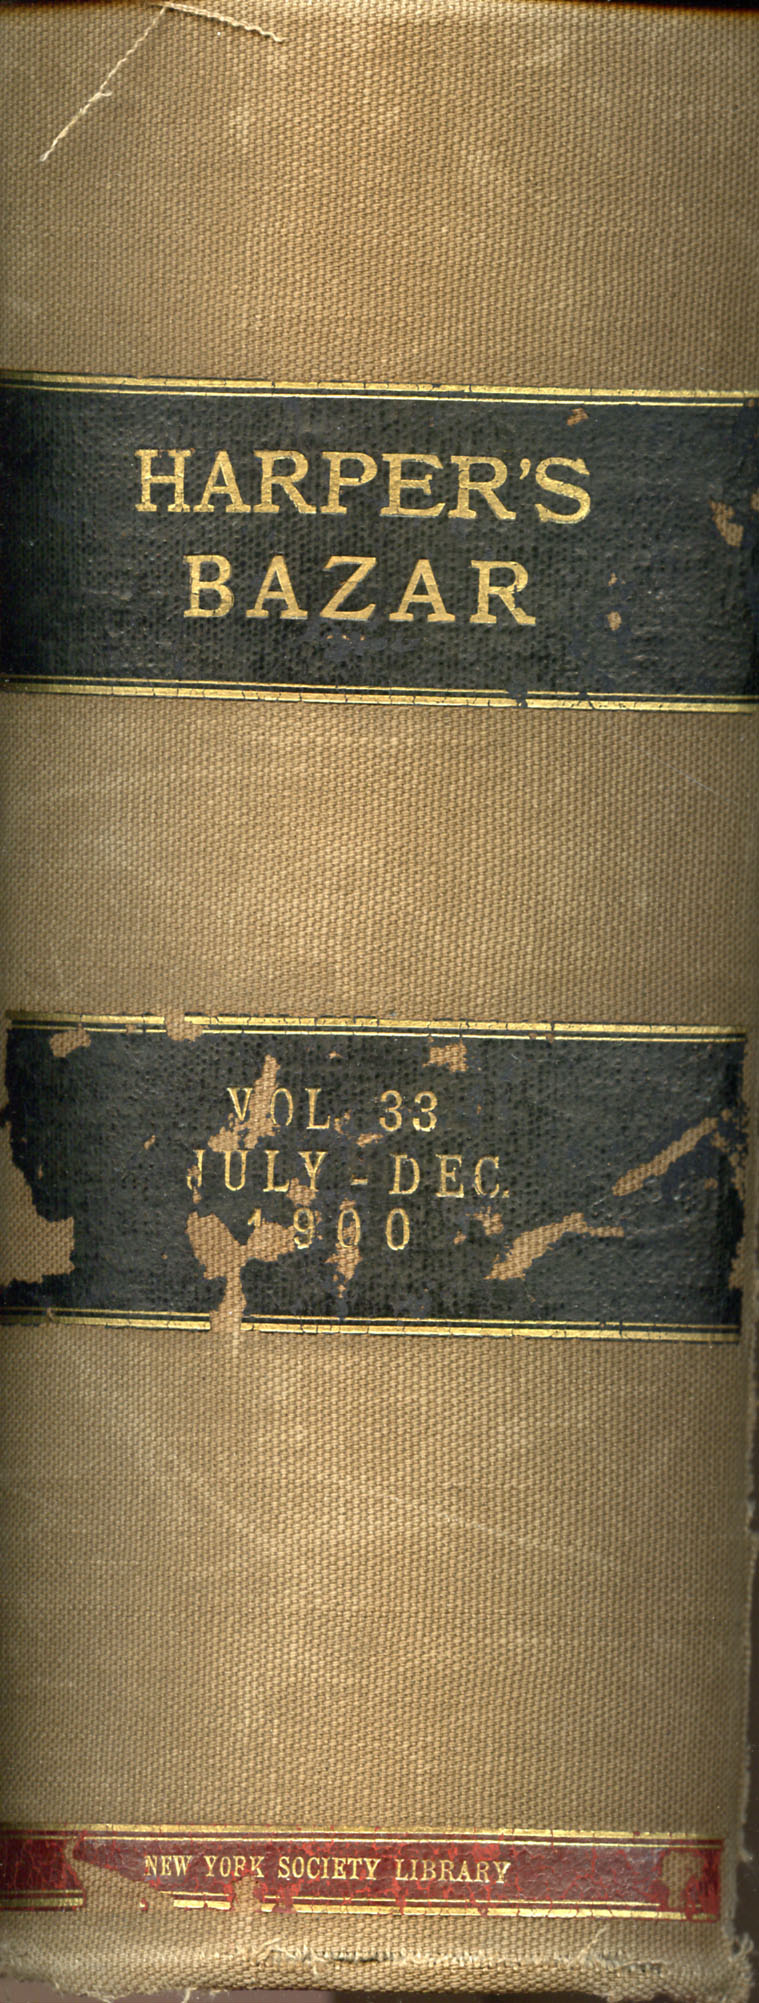 HARPER'S
BAZAR
VOL. 33
JULY - DEC.
1900
NEW YORK SOCIETY LIBRARY